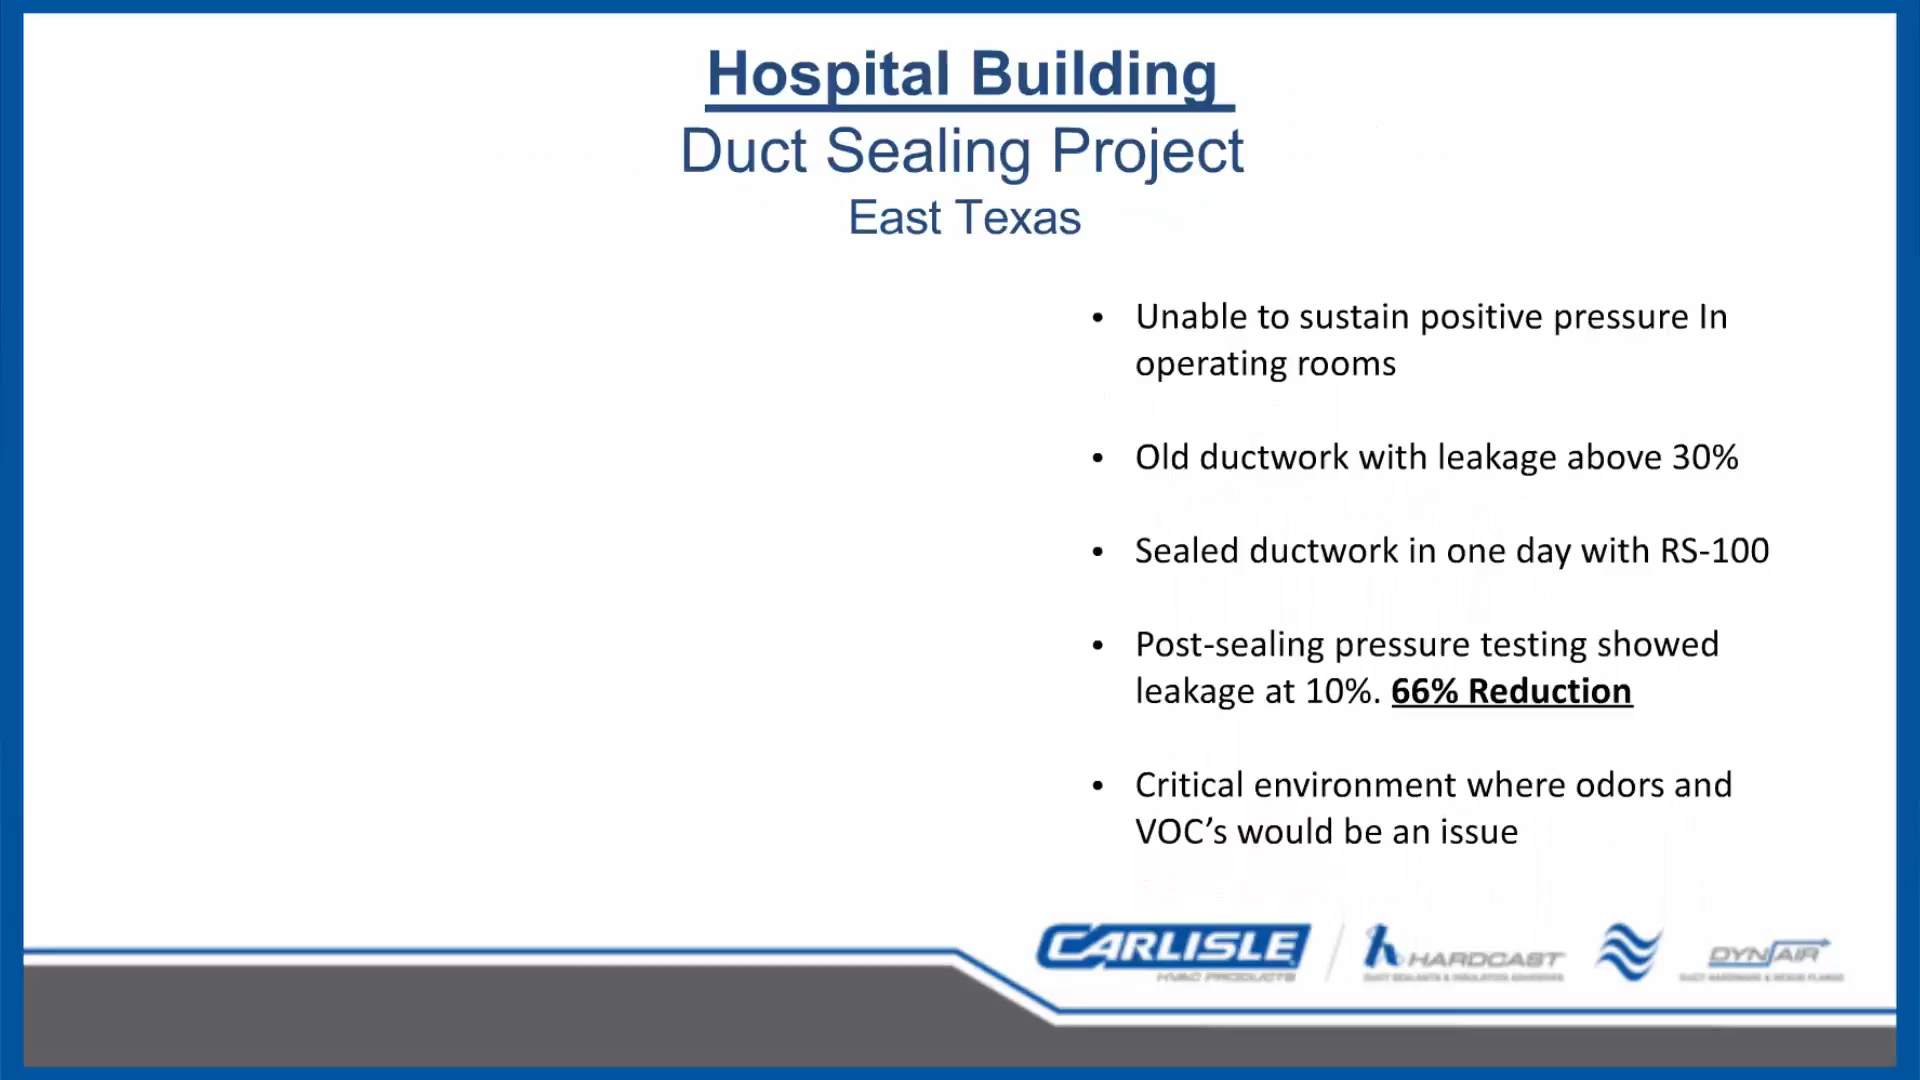 Hospital Building
Duct Sealing Project
East Texas
• Unable to sustain positive pressure In
operating rooms
• Old ductwork with leakage above 30%
• Sealed ductwork in one day with RS-100
• Post-sealing pressure testing showed
leakage at 10%. 66% Reduction
• Critical environment where odors and
VOC’s would be an issue
CARLISLE
HVAC PRODUCTS
HARDCAST
DYNAIR